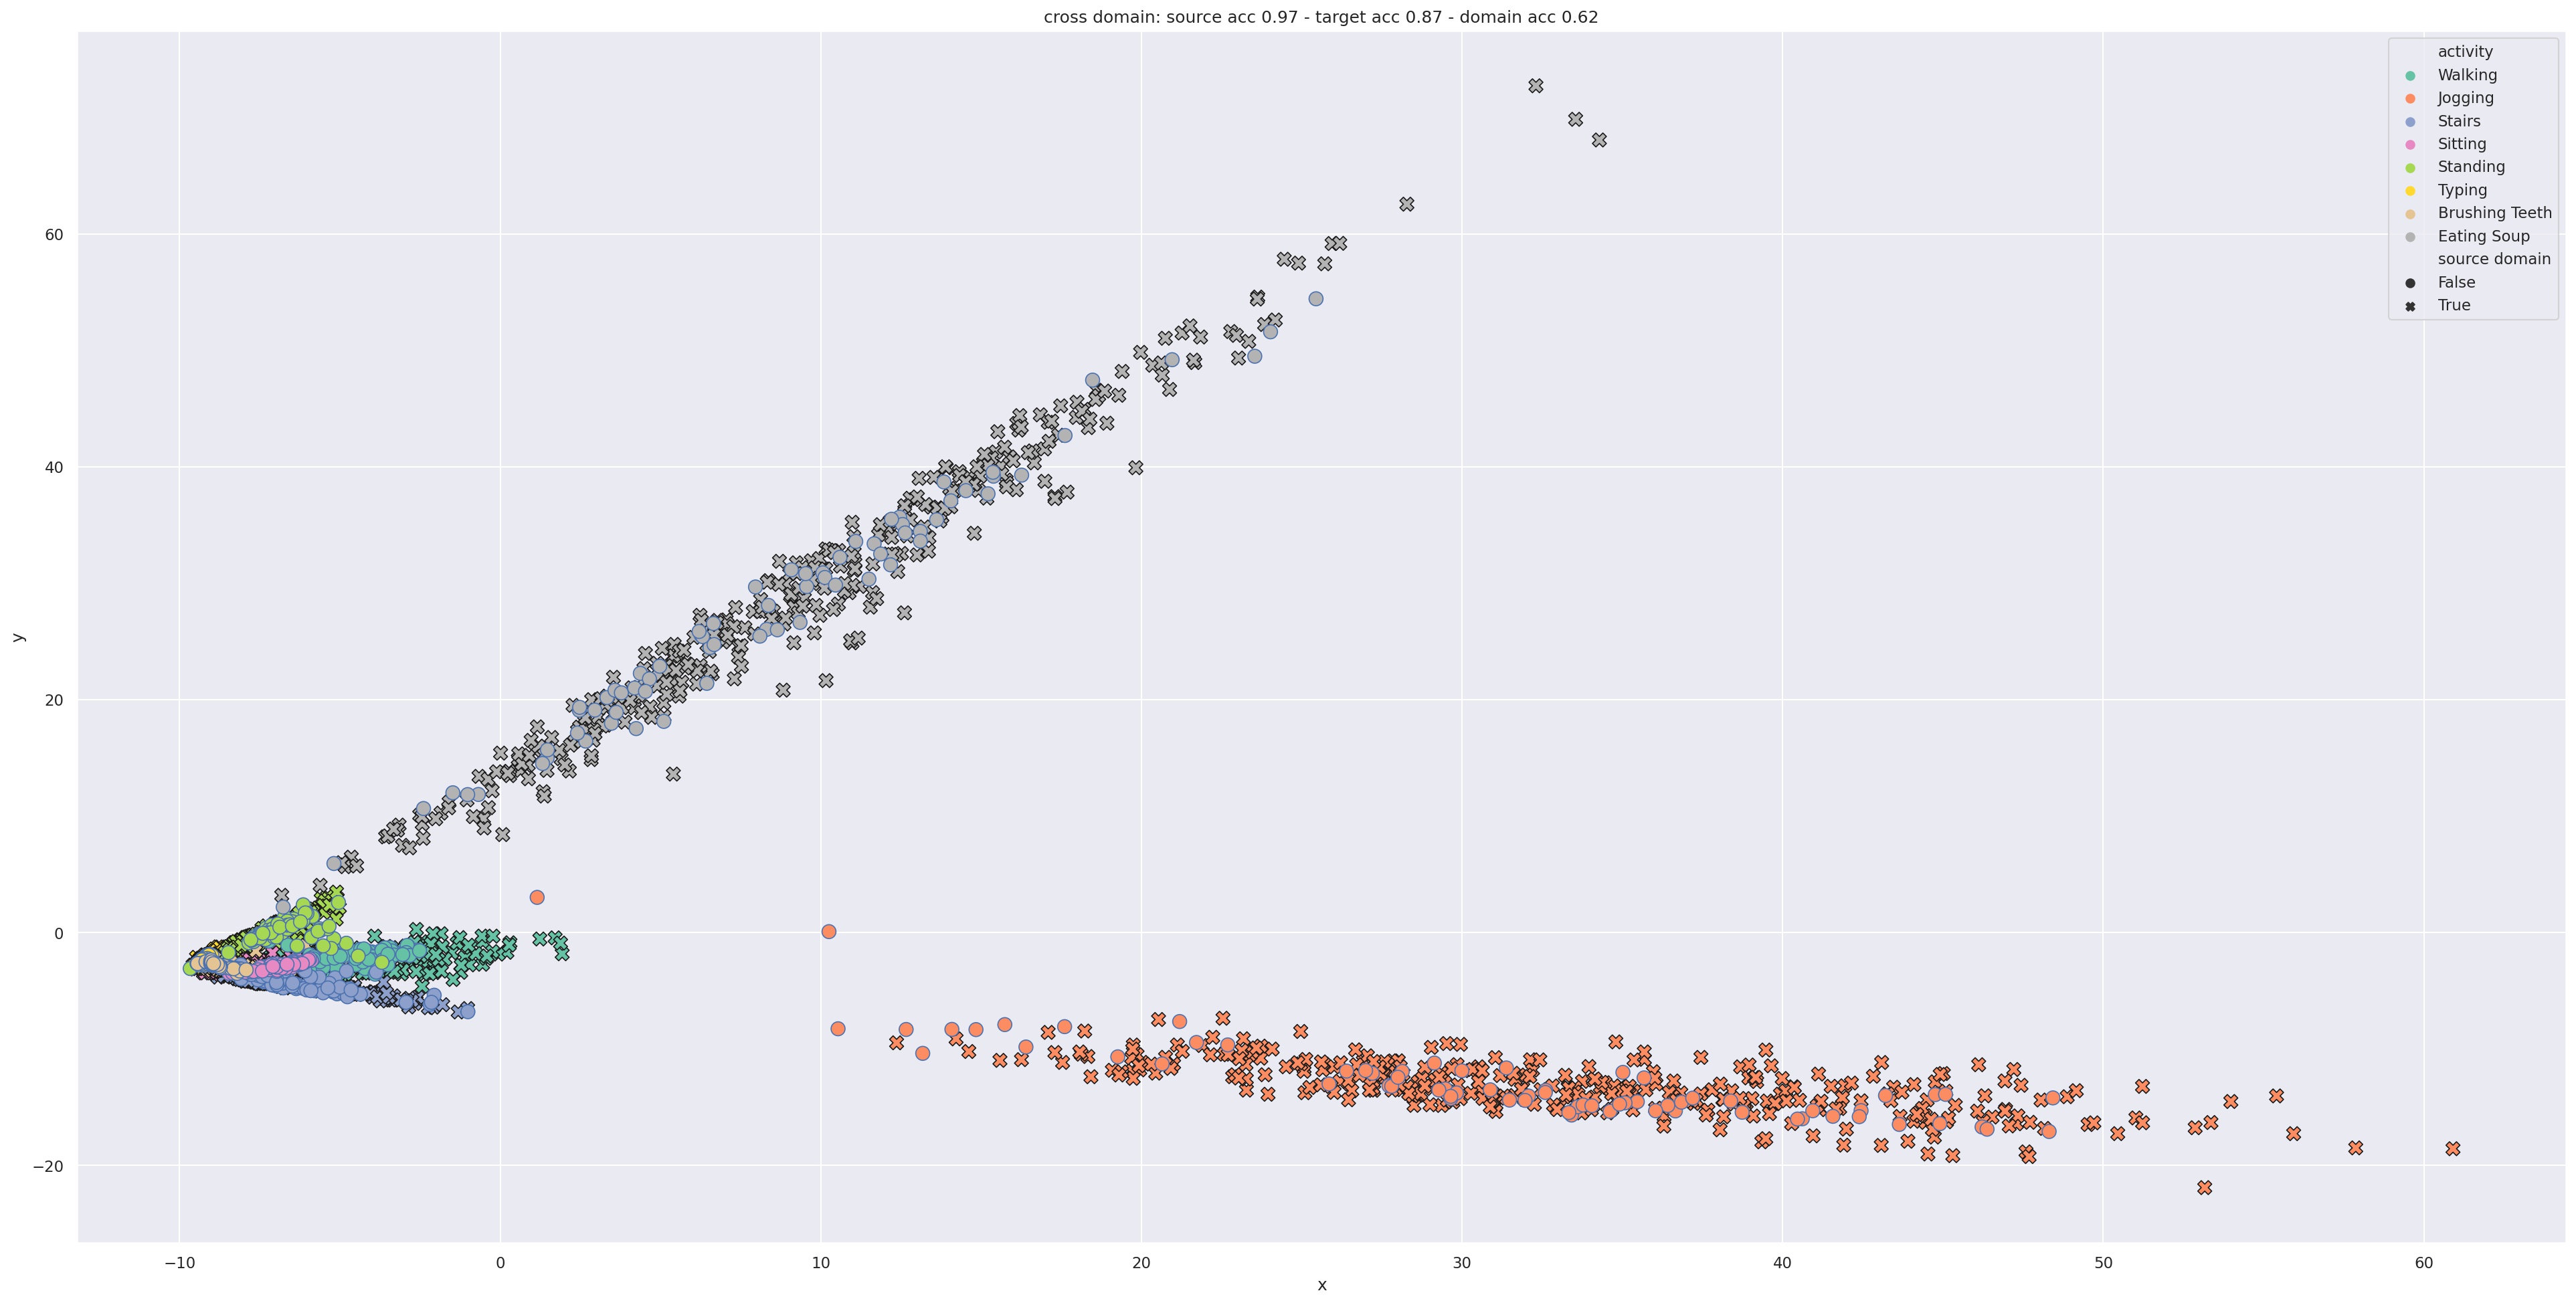 cross domain: source acc 0.97 - target acc 0.87 - domain acc 0.62
activity
Walking
Jogging
Stairs
Sitting
Standing
Typing
Brushing Teeth
Eating Soup
source domain
False
True
60
40
20
0
−20
y
−10
0
10
20
30
40
50
60
x